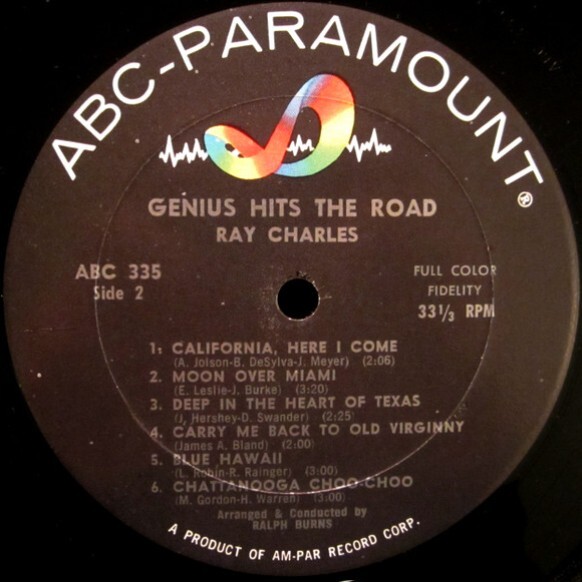 ABC-PARAMOUNT®
GENIUS HITS THE ROAD
RAY CHARLES
ABC 335
Side 2
FULL COLOR
FIDELITY
33 1/3 RPM
1: CALIFORNIA, HERE I COME
(A. Jolson-B. DeSylva-J. Meyer) (2:06)
2. MOON OVER MIAMI
(E. Leslie-J. Burke) (3:20)
3. DEEP IN THE HEART OF TEXAS
(J. Hershey-D. Swander) (2:25)
4. CARRY ME BACK TO OLD VIRGINNY
(James A. Bland) (2:00)
5. BLUE HAWAII
(L. Robin-R. Rainger) (3:00)
6. CHATTANOOGA CHOO-CHOO
(M. Gordon-H. Warren) (3:00)
Arranged & Conducted by
RALPH BURNS
A PRODUCT OF AM-PAR RECORD CORP.